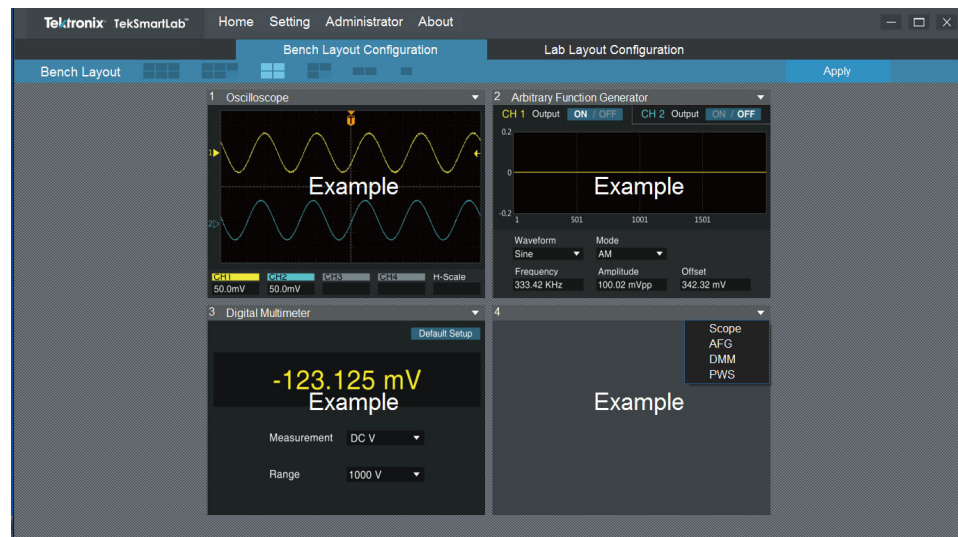 Tektronix TekSmartLab™ Home Setting Administrator About
Bench Layout Configuration Lab Layout Configuration
Bench Layout Apply
1 Oscilloscope
T
1
2
Example
CH1 CH2 CH3 CH4 H-Scale
50.0mV 50.0mV
2 Arbitrary Function Generator
CH 1 Output ON / OFF CH 2 Output ON / OFF
0.2
0
-0.2
1 501 1001 1501
Example
Waveform Mode
Sine AM
Frequency Amplitude Offset
333.42 KHz 100.02 mVpp 342.32 mV
3 Digital Multimeter
Default Setup
-123.125 mV
Example
Measurement DC V
Range 1000 V
4
Scope
AFG
DMM
PWS
Example